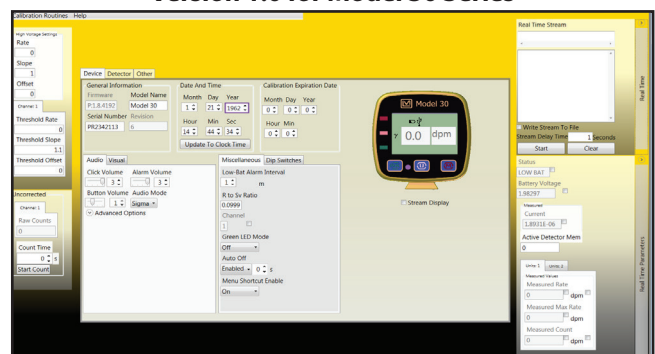 Version 1.0 for Model 30 Series
Calibration Routines Help
High Voltage Settings
Rate
0
Slope
1
Offset
0
Channel 1
Threshold Rate
0
Threshold Slope
1.1
Threshold Offset
0
Incorrected
Channel 1
Raw Counts
0
Count Time
0 s
Start Count
Device Detector Other
General Information
Firmware Model Name
P.1.8.4192 Model 30
Serial Number Revision
PR2342113 6
Date And Time
Month Day Year
1 21 1962
Hour Min Sec
14 44 34
Update To Clock Time
Calibration Expiration Date
Month Day Year
0 0 0
Hour Min
0 0
Audio Visual
Click Volume Alarm Volume
3 3
Button Volume Audio Mode
1 Sigma
Advanced Options
Miscellaneous Dip Switches
Low-Bat Alarm Interval
1 m
R to Sv Ratio
0.0999
Channel
1
Green LED Mode
Off
Auto Off
Enabled 0 s
Menu Shortcut Enable
On
Model 30
γ 0.0 dpm
Stream Display
Real Time Stream
Write Stream To File
Stream Delay Time 1 Seconds
Start Clear
Real Time
Status
LOW BAT
Battery Voltage
1.98297
Measured
Current
1.8931E-06
Active Detector Mem
0
Units 1 Units 2
Measured Values
Measured Rate
0 dpm
Measured Max Rate
0 dpm
Measured Count
0 dpm
Real Time Parameters